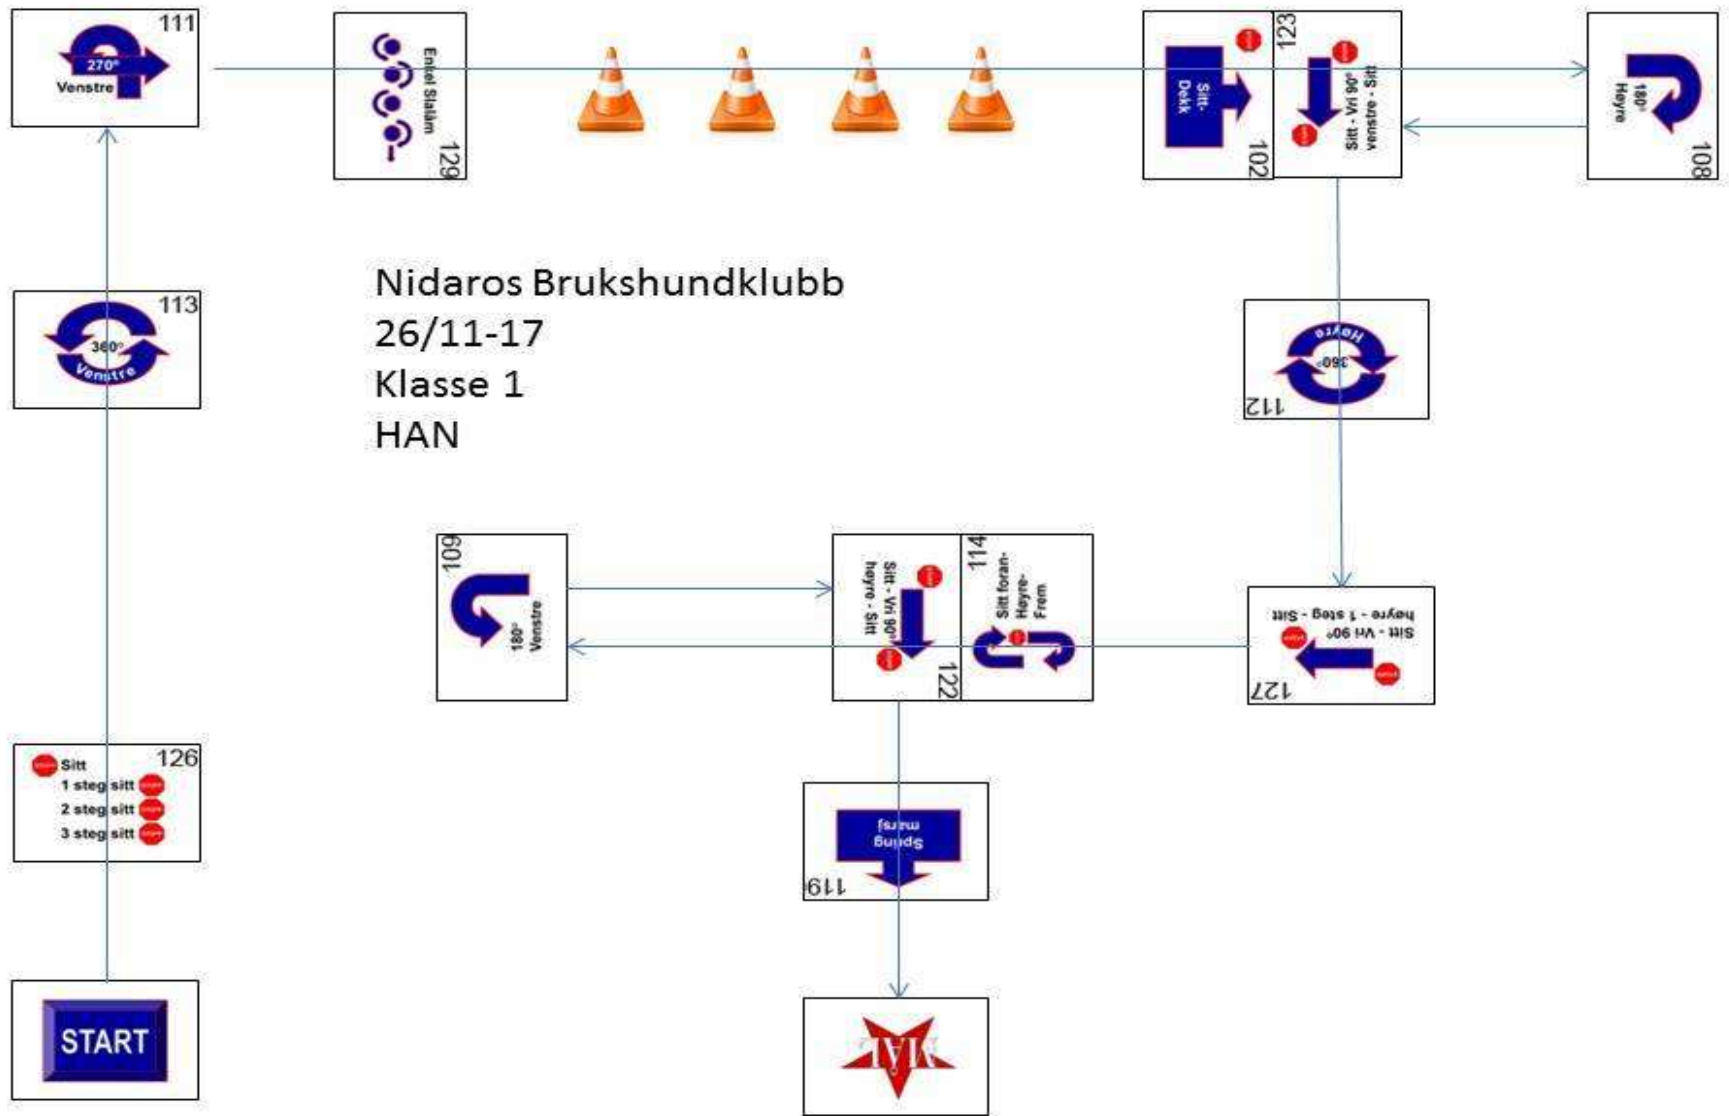 111
270°
Venstre
Enkel Slalåm
129
Sitt-
Dekk
102
123
Sitt - Vri 90°
venstre - Sitt
180°
Høyre
108
Nidaros Brukshundklubb
26/11-17
Klasse 1
HAN
113
360°
Venstre
Høyre
360°
112
109
180°
Venstre
Sitt - Vri 90°
høyre - Sitt
122
114
Sitt foran-
Høyre-
Frem
Sitt - Vri 90°
høyre - 1 steg - Sitt
127
126
Sitt
1 steg sitt
2 steg sitt
3 steg sitt
Spring
marsj
119
START
MÅL